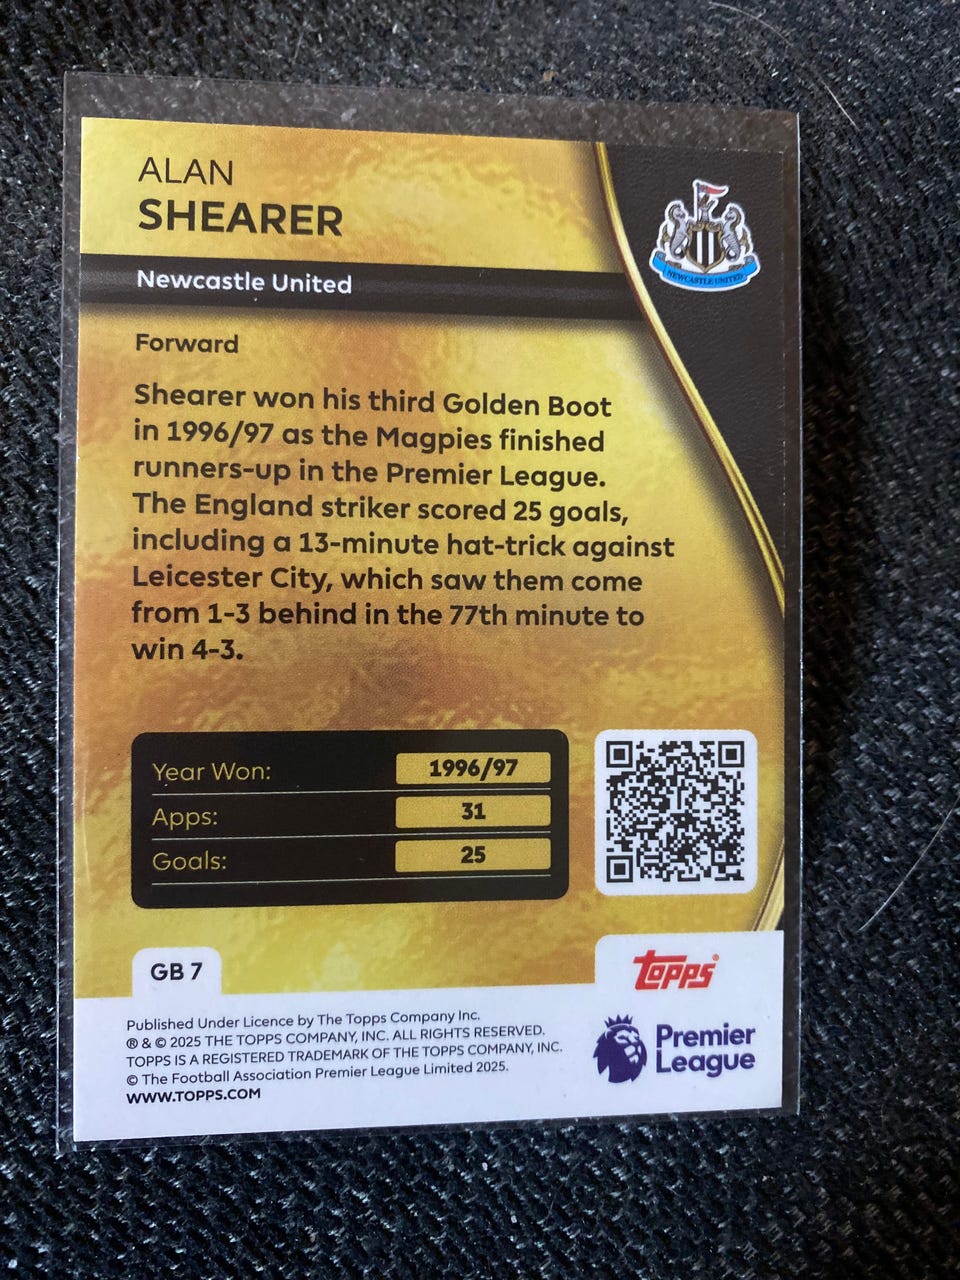 ALAN
SHEARER
NEWCASTLE UNITED
Newcastle United
Forward
Shearer won his third Golden Boot
in 1996/97 as the Magpies finished
runners-up in the Premier League.
The England striker scored 25 goals,
including a 13-minute hat-trick against
Leicester City, which saw them come
from 1-3 behind in the 77th minute to
win 4-3.
Year Won: 1996/97
Apps: 31
Goals: 25
GB 7
TOPPS®
Published Under Licence by The Topps Company Inc.
® & © 2025 THE TOPPS COMPANY, INC. ALL RIGHTS RESERVED.
TOPPS IS A REGISTERED TRADEMARK OF THE TOPPS COMPANY, INC.
© The Football Association Premier League Limited 2025.
WWW.TOPPS.COM
Premier
League